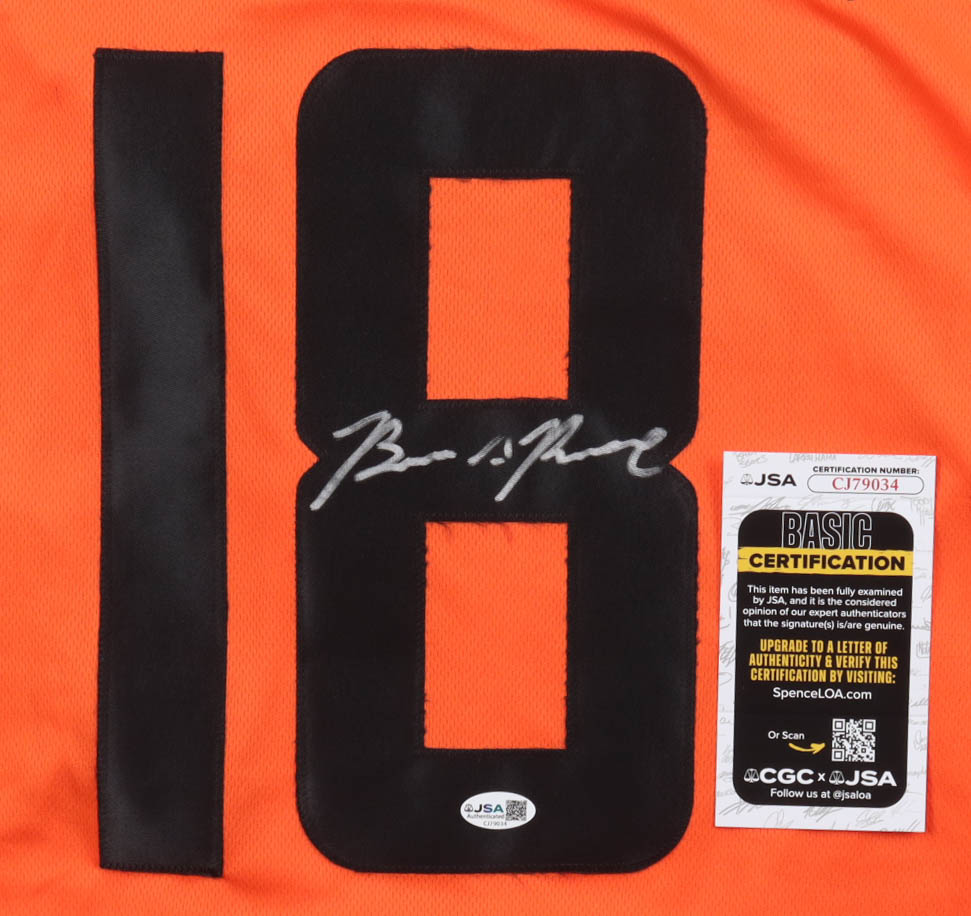 18
JSA
CERTIFICATION NUMBER:
CJ79034
BASIC
CERTIFICATION
This item has been fully examined
by JSA, and it is the considered
opinion of our expert authenticators
that the signature(s) is/are genuine.
UPGRADE TO A LETTER OF
AUTHENTICITY & VERIFY THIS
CERTIFICATION BY VISITING:
SpenceLOA.com
Or Scan
CGC x JSA
Follow us at @jsaloa
JSA
Authenticated
CJ79034